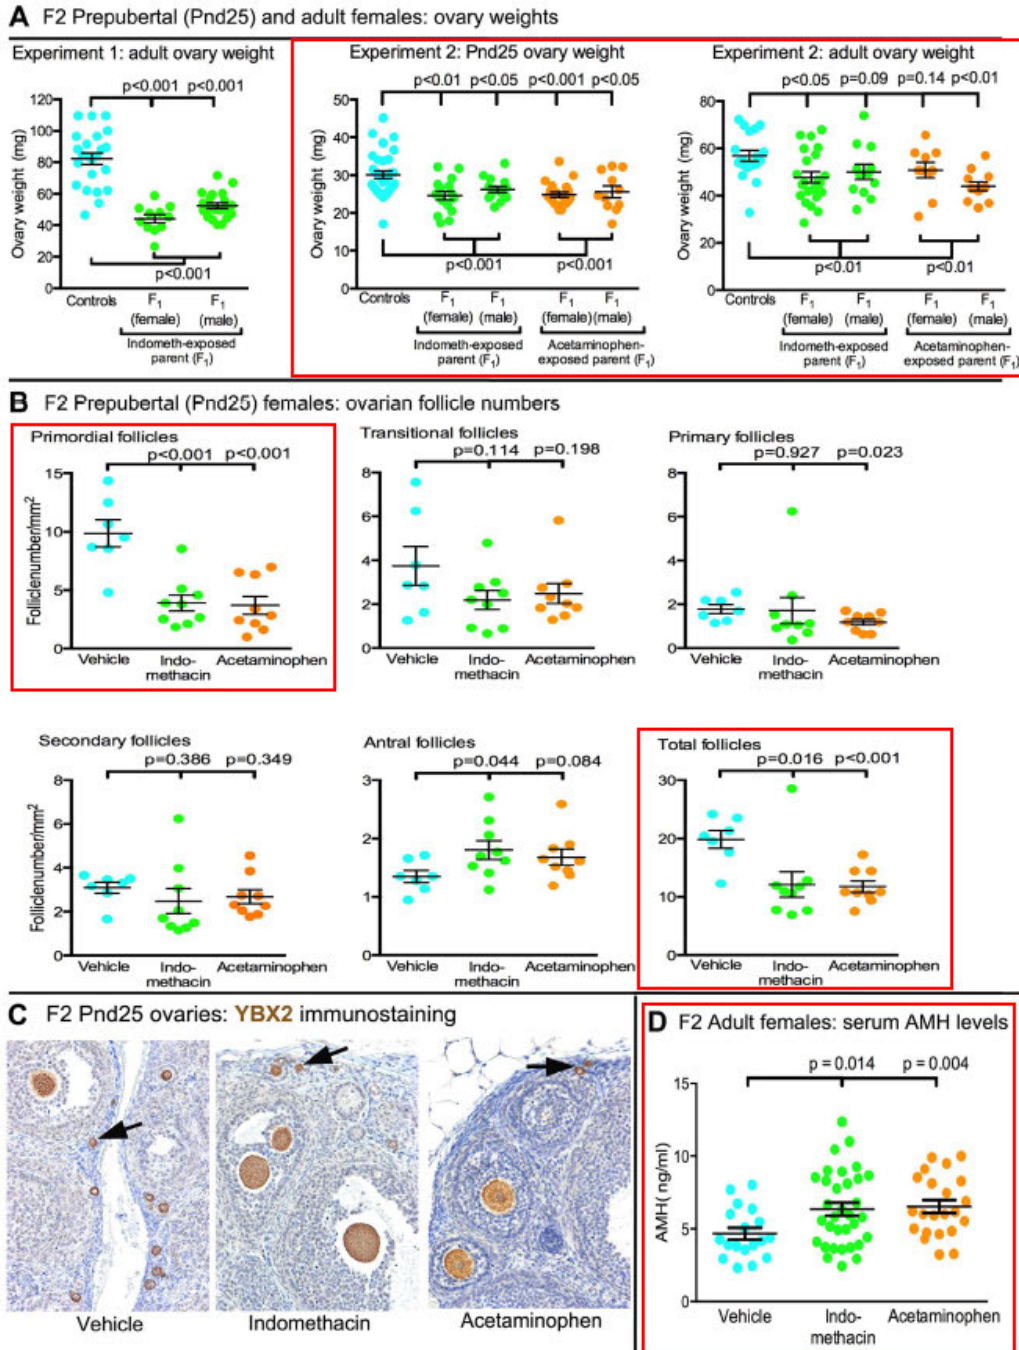 A F2 Prepubertal (Pnd25) and adult females: ovary weights
Experiment 1: adult ovary weight
p<0.001 p<0.001
Ovary weight (mg)
120
100
80
60
40
20
0
p<0.001
Controls F1 (female) F1 (male)
Indometh-exposed
parent (F1)
Experiment 2: Pnd25 ovary weight
p<0.01 p<0.05 p<0.001 p<0.05
Ovary weight (mg)
50
40
30
20
10
0
p<0.001 p<0.001
Controls F1 (female) F1 (male) F1 (female) F1 (male)
Indometh-exposed
parent (F1)
Acetaminophen-
exposed parent (F1)
Experiment 2: adult ovary weight
p<0.05 p=0.09 p=0.14 p<0.01
Ovary weight (mg)
80
60
40
20
0
p<0.01 p<0.01
Controls F1 (female) F1 (male) F1 (female) F1 (male)
Indometh-exposed
parent (F1)
Acetaminophen-
exposed parent (F1)
B F2 Prepubertal (Pnd25) females: ovarian follicle numbers
Primordial follicles
p<0.001 p<0.001
Folliclenumber/mm2
15
10
5
0
Vehicle Indo-
methacin Acetaminophen
Transitional follicles
p=0.114 p=0.198
8
6
4
2
0
Vehicle Indo-
methacin Acetaminophen
Primary follicles
p=0.927 p=0.023
8
6
4
2
0
Vehicle Indo-
methacin Acetaminophen
Secondary follicles
p=0.386 p=0.349
Folliclenumber/mm2
8
6
4
2
0
Vehicle Indo-
methacin Acetaminophen
Antral follicles
p=0.044 p=0.084
3
2
1
0
Vehicle Indo-
methacin Acetaminophen
Total follicles
p=0.016 p<0.001
30
20
10
0
Vehicle Indo-
methacin Acetaminophen
C F2 Pnd25 ovaries: YBX2 immunostaining
Vehicle Indomethacin Acetaminophen
D F2 Adult females: serum AMH levels
p = 0.014 p = 0.004
AMH( ng/ml)
15
10
5
0
Vehicle Indo-
methacin Acetaminophen